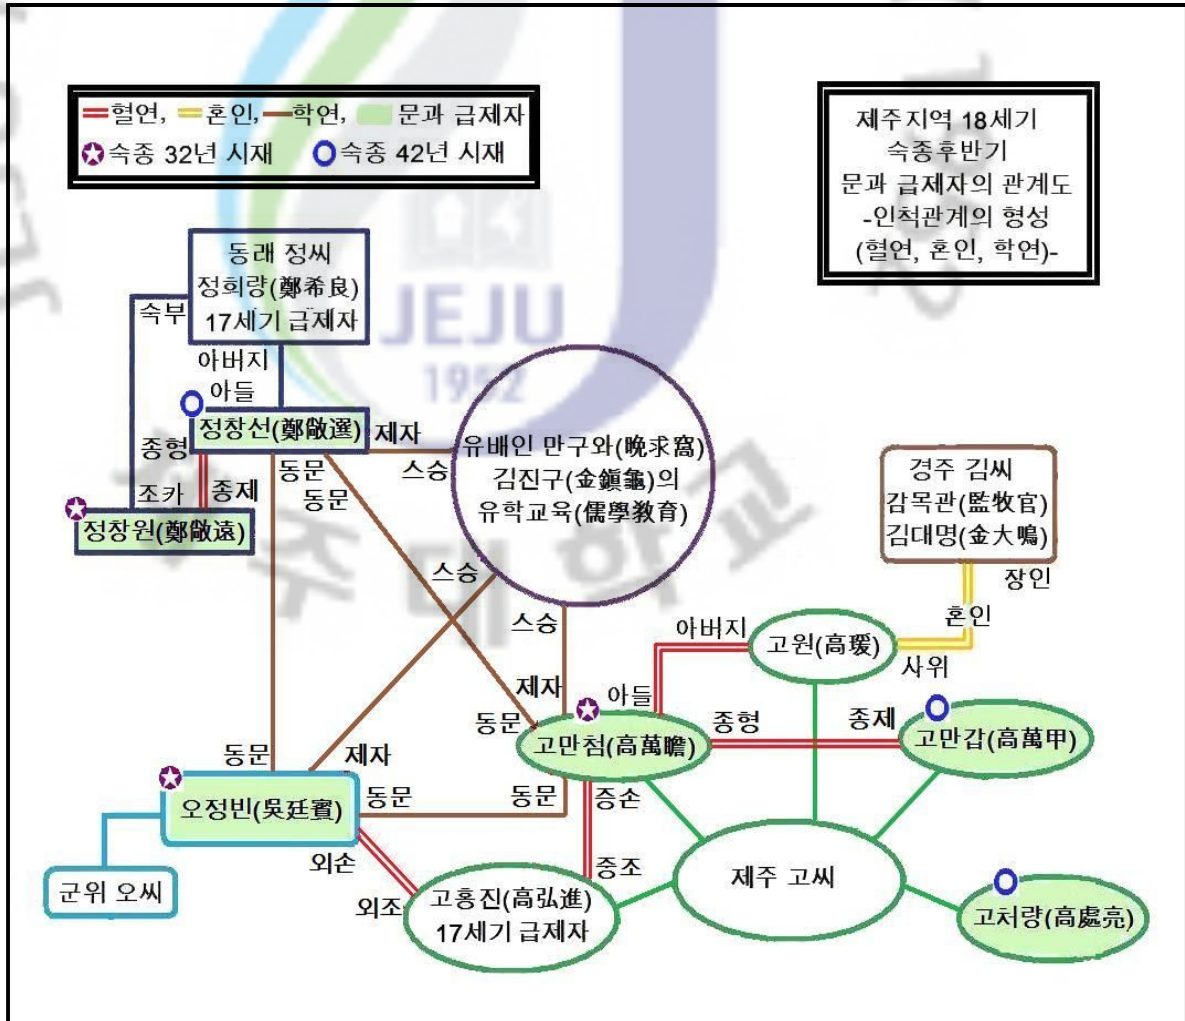 혈연, 혼인, 학연, 문과 급제자
숙종 32년 시재 숙종 42년 시재
제주지역 18세기
숙종후반기
문과 급제자의 관계도
-인척관계의 형성
(혈연, 혼인, 학연)-
동래 정씨
정희량(鄭希良)
17세기 급제자
숙부
아버지
아들
정창선(鄭敞選)
제자
스승
종형
조카
종제
동문
동문
정창원(鄭敞遠)
JEJU
1952
제주대학교
유배인 만구와(晩求窩)
김진구(金鎭龜)의
유학교육(儒學敎育)
경주 김씨
감목관(監牧官)
김대명(金大鳴)
장인
혼인
사위
스승
스승
아버지
고원(高瑗)
제자
아들
동문
고만첨(高萬瞻)
종형
종제
고만갑(高萬甲)
동문
제자
오정빈(吳廷賓)
동문
동문
증손
외손
증조
외조
군위 오씨
고홍진(高弘進)
17세기 급제자
제주 고씨
고처량(高處亮)